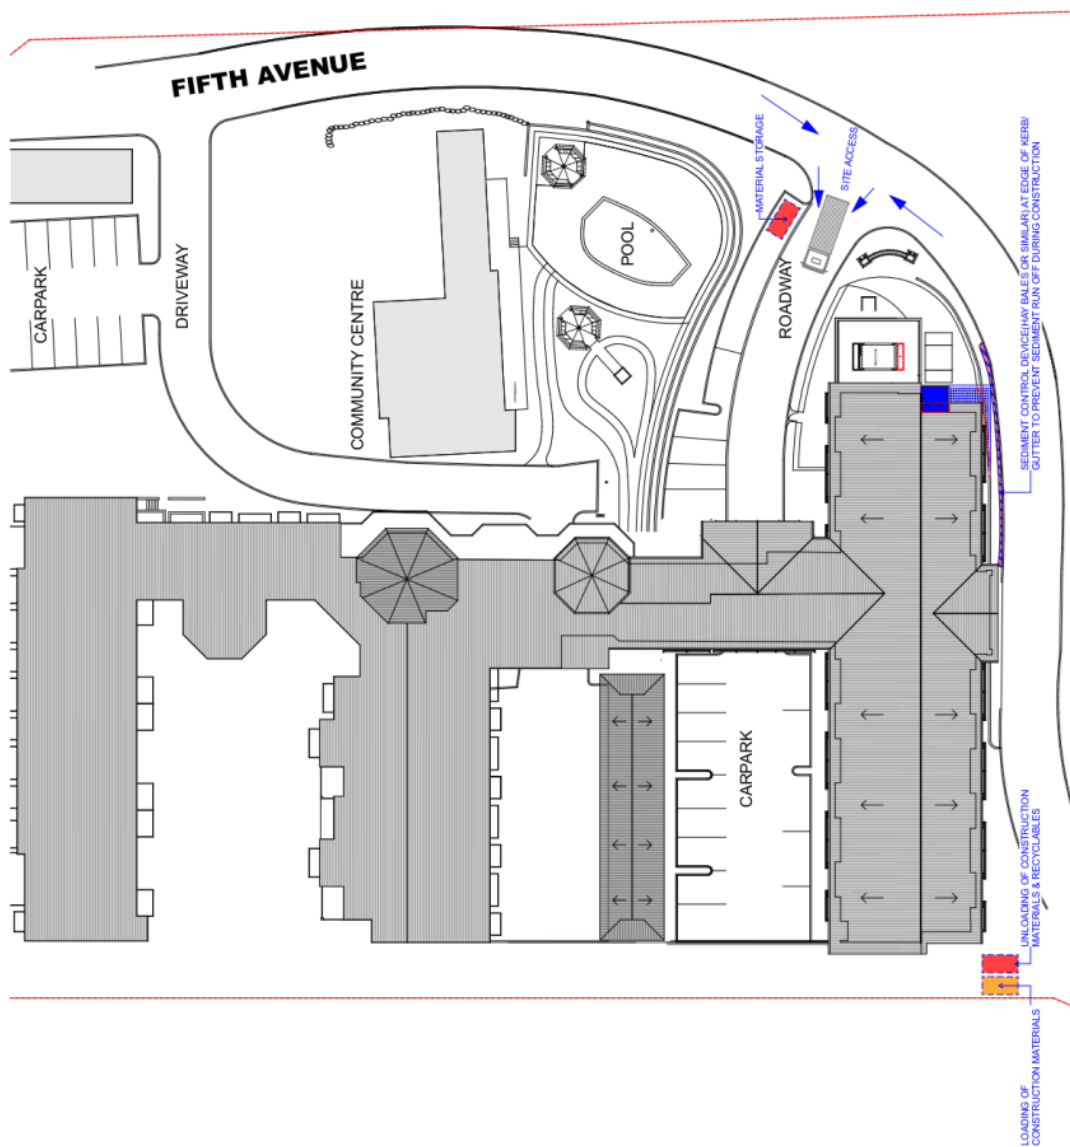 FIFTH AVENUE
MATERIAL STORAGE
SITE ACCESS
SEDIMENT CONTROL DEVICE(HAY BALES OR SIMILAR) AT EDGE OF KERB/
GUTTER TO PREVENT SEDIMENT RUN OFF DURING CONSTRUCTION
CARPARK
DRIVEWAY
COMMUNITY CENTRE
POOL
ROADWAY
CARPARK
UNLOADING OF CONSTRUCTION
MATERIALS & RECYCLABLES
LOADING OF
CONSTRUCTION MATERIALS